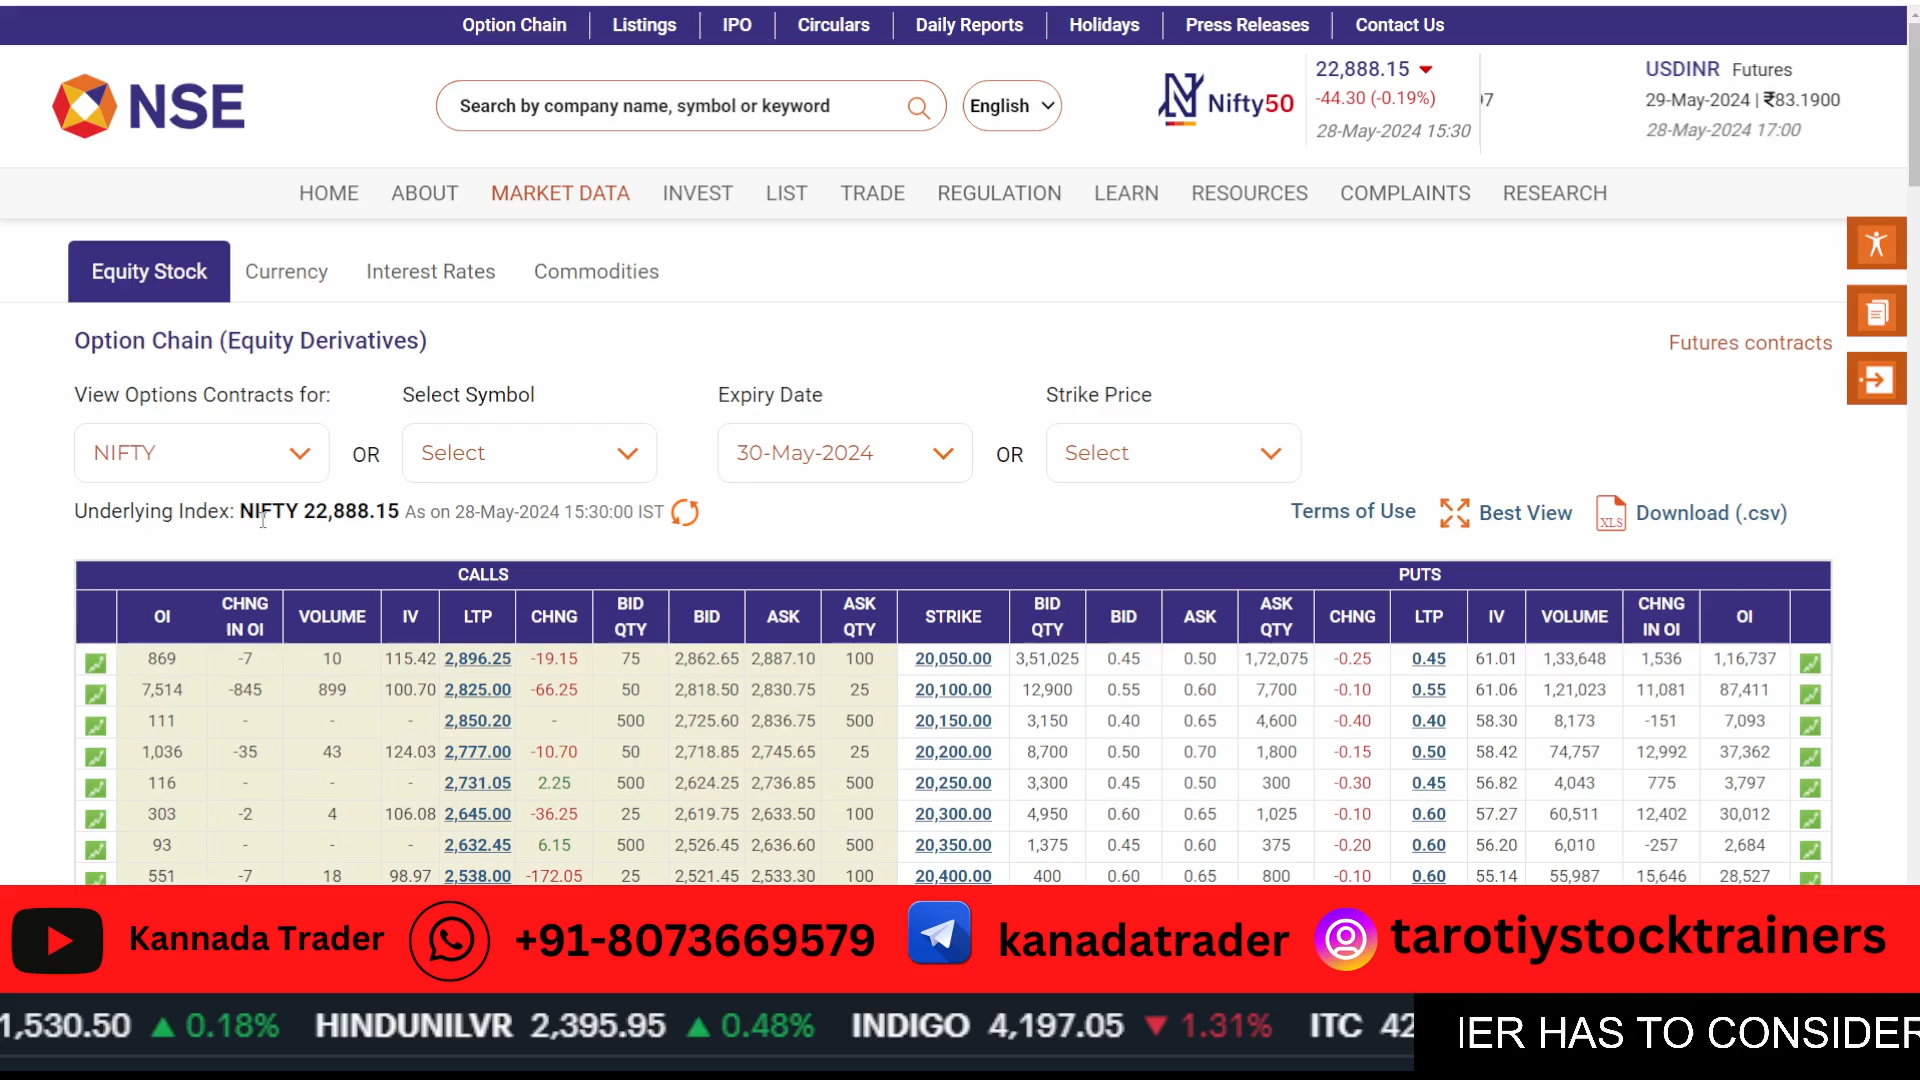 Option Chain Listings IPO Circulars Daily Reports Holidays Press Releases Contact Us
NSE
Search by company name, symbol or keyword
English
Nifty50
22,888.15
-44.30 (-0.19%)
28-May-2024 15:30
USDINR Futures
29-May-2024 | ₹83.1900
28-May-2024 17:00
HOME ABOUT MARKET DATA INVEST LIST TRADE REGULATION LEARN RESOURCES COMPLAINTS RESEARCH
Equity Stock Currency Interest Rates Commodities
Option Chain (Equity Derivatives)
Futures contracts
View Options Contracts for: Select Symbol Expiry Date Strike Price
NIFTY OR Select 30-May-2024 OR Select
Underlying Index: NIFTY 22,888.15 As on 28-May-2024 15:30:00 IST
Terms of Use Best View XLS Download (.csv)
CALLS PUTS
OI CHNG IN OI VOLUME IV LTP CHNG BID QTY BID ASK ASK QTY STRIKE BID QTY BID ASK ASK QTY CHNG LTP IV VOLUME CHNG IN OI OI
869 -7 10 115.42 2,896.25 -19.15 75 2,862.65 2,887.10 100 20,050.00 3,51,025 0.45 0.50 1,72,075 -0.25 0.45 61.01 1,33,648 1,536 1,16,737
7,514 -845 899 100.70 2,825.00 -66.25 50 2,818.50 2,830.75 25 20,100.00 12,900 0.55 0.60 7,700 -0.10 0.55 61.06 1,21,023 11,081 87,411
111 - - - 2,850.20 - 500 2,725.60 2,836.75 500 20,150.00 3,150 0.40 0.65 4,600 -0.40 0.40 58.30 8,173 -151 7,093
1,036 -35 43 124.03 2,777.00 -10.70 50 2,718.85 2,745.65 25 20,200.00 8,700 0.50 0.70 1,800 -0.15 0.50 58.42 74,757 12,992 37,362
116 - - - 2,731.05 2.25 500 2,624.25 2,736.85 500 20,250.00 3,300 0.45 0.50 300 -0.30 0.45 56.82 4,043 775 3,797
303 -2 4 106.08 2,645.00 -36.25 25 2,619.75 2,633.50 100 20,300.00 4,950 0.60 0.65 1,025 -0.10 0.60 57.27 60,511 12,402 30,012
93 - - - 2,632.45 6.15 500 2,526.45 2,636.60 500 20,350.00 1,375 0.45 0.60 375 -0.20 0.60 56.20 6,010 -257 2,684
551 -7 18 98.97 2,538.00 -172.05 25 2,521.45 2,533.30 100 20,400.00 400 0.60 0.65 800 -0.10 0.60 55.14 55,987 15,646 28,527
Kannada Trader +91-8073669579 kanadatrader tarotiystocktrainers
1,530.50 ▲ 0.18% HINDUNILVR 2,395.95 ▲ 0.48% INDIGO 4,197.05 ▼ 1.31% ITC 42
IER HAS TO CONSIDER